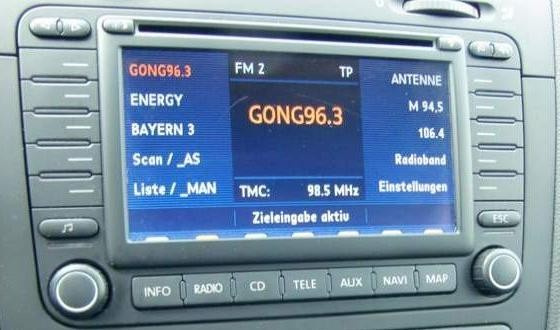 GONG96.3
ENERGY
BAYERN 3
Scan / _AS
Liste / _MAN
FM 2 TP
GONG96.3
TMC: 98.5 MHz
ANTENNE
M 94,5
106.4
Radioband
Einstellungen
Zieleingabe aktiv
ESC
INFO RADIO CD TELE AUX NAVI MAP